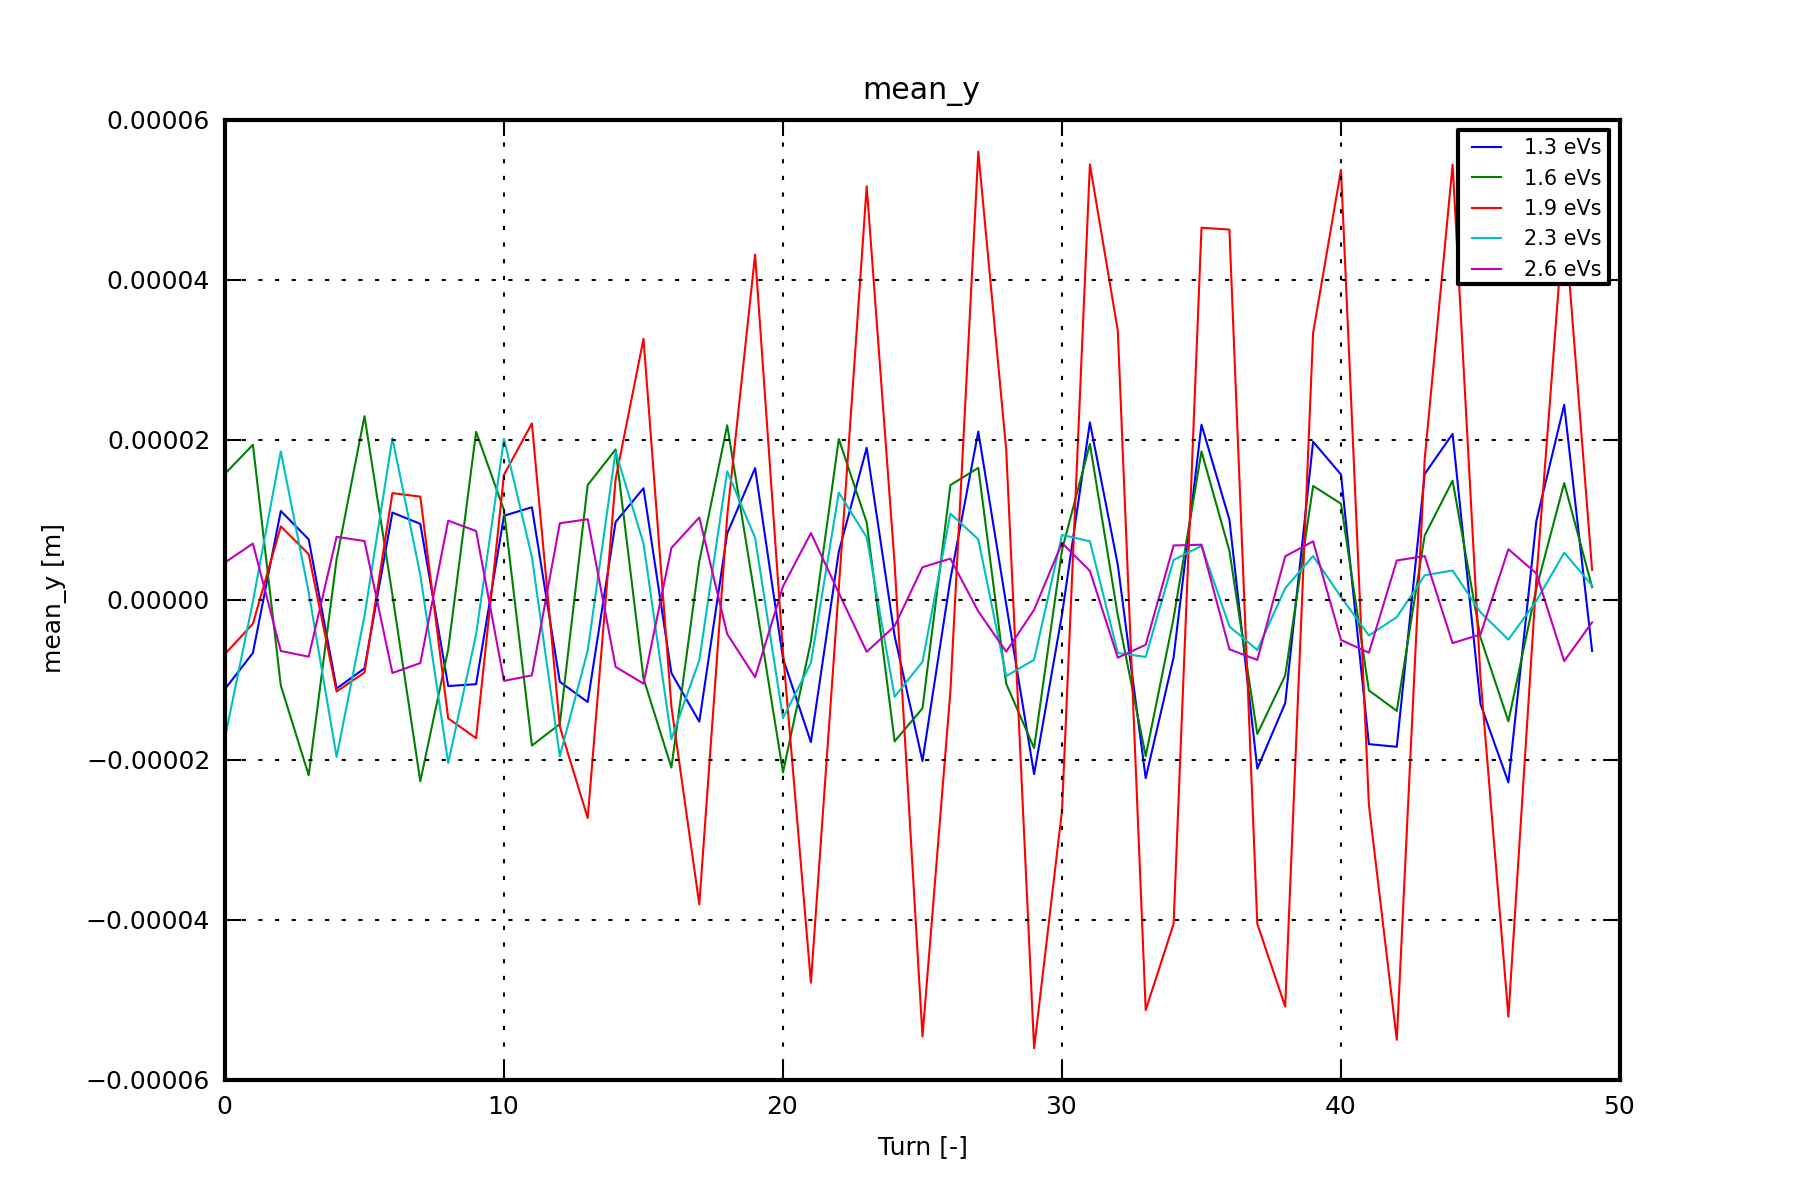 mean_y
0.00006
0.00004
0.00002
0.00000
−0.00002
−0.00004
−0.00006
mean_y [m]
1.3 eVs
1.6 eVs
1.9 eVs
2.3 eVs
2.6 eVs
0 10 20 30 40 50
Turn [-]